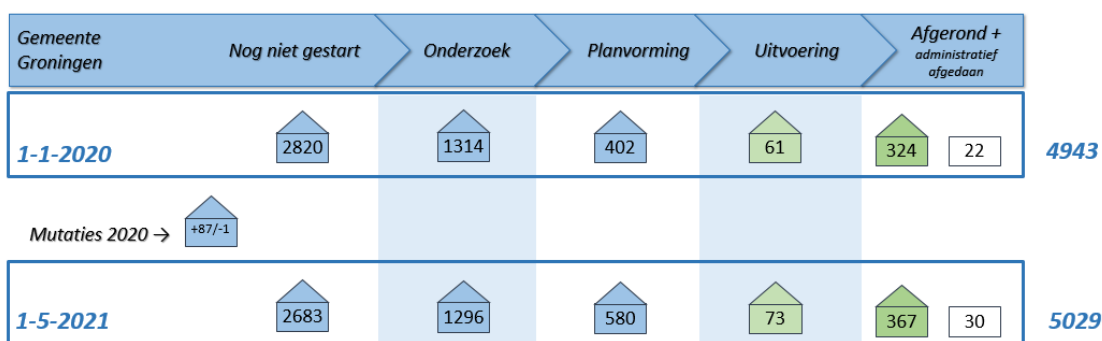 Gemeente Groningen
Nog niet gestart
Onderzoek
Planvorming
Uitvoering
Afgerond +
administratief
afgedaan
1-1-2020
2820
1314
402
61
324
22
4943
Mutaties 2020 →
+87/-1
1-5-2021
2683
1296
580
73
367
30
5029